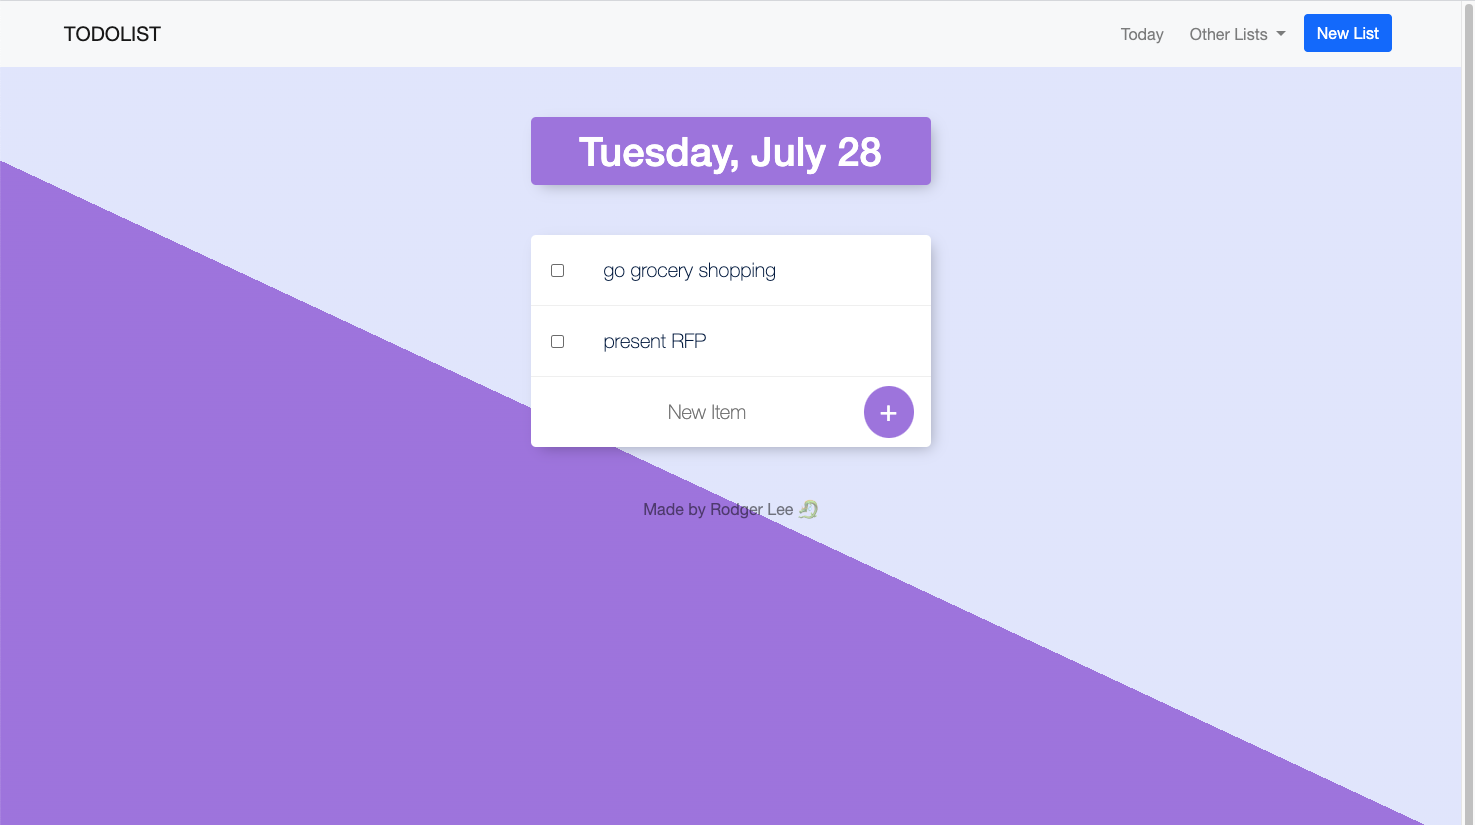 TODOLIST
Today
Other Lists
New List
Tuesday, July 28
go grocery shopping
present RFP
New Item
+
Made by Rodger Lee